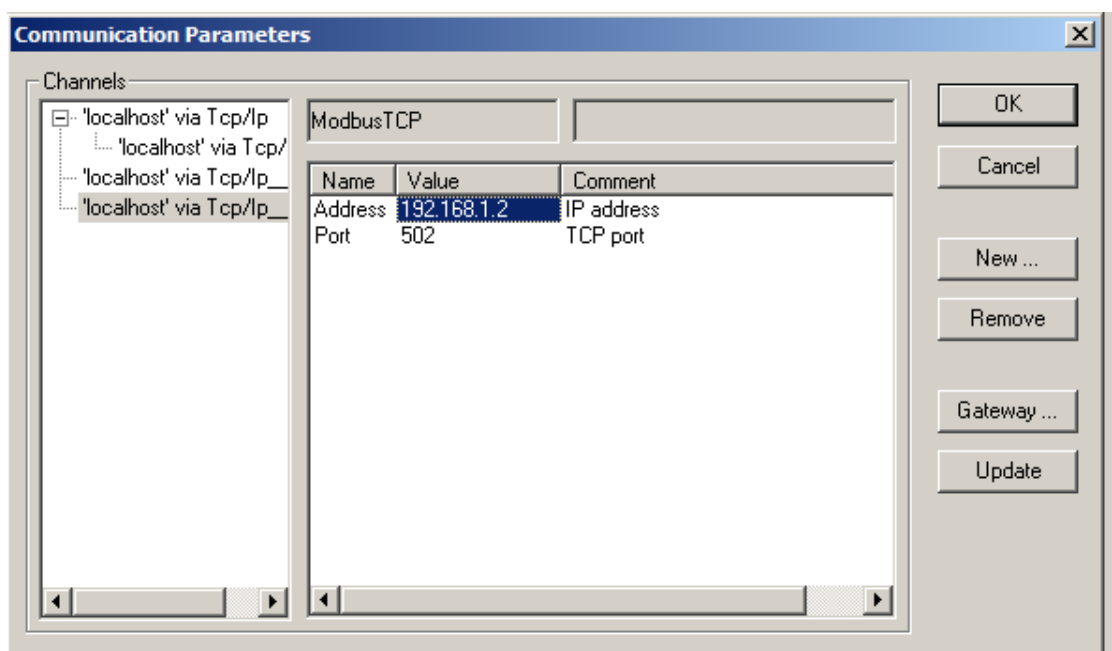 Communication Parameters
Channels
'localhost' via Tcp/Ip
'localhost' via Tcp/
'localhost' via Tcp/Ip__
'localhost' via Tcp/Ip__
ModbusTCP
Name Value Comment
Address 192.168.1.2 IP address
Port 502 TCP port
OK
Cancel
New ...
Remove
Gateway ...
Update